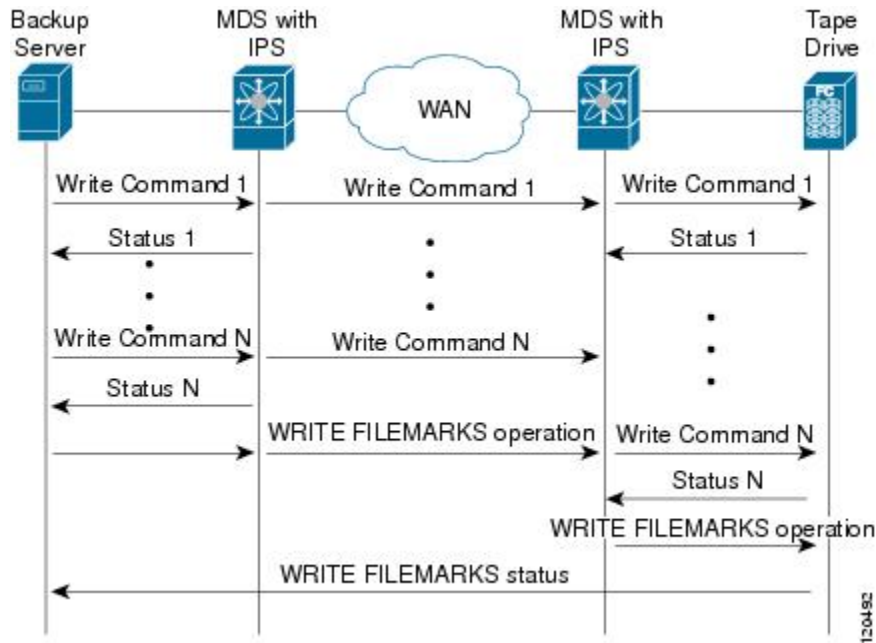 Backup
Server
MDS with
IPS
MDS with
IPS
Tape
Drive
FC
WAN
Write Command 1
Write Command 1
Write Command 1
Status 1
Status 1
Write Command N
Write Command N
Status N
WRITE FILEMARKS operation
Write Command N
Status N
WRITE FILEMARKS operation
WRITE FILEMARKS status
120492